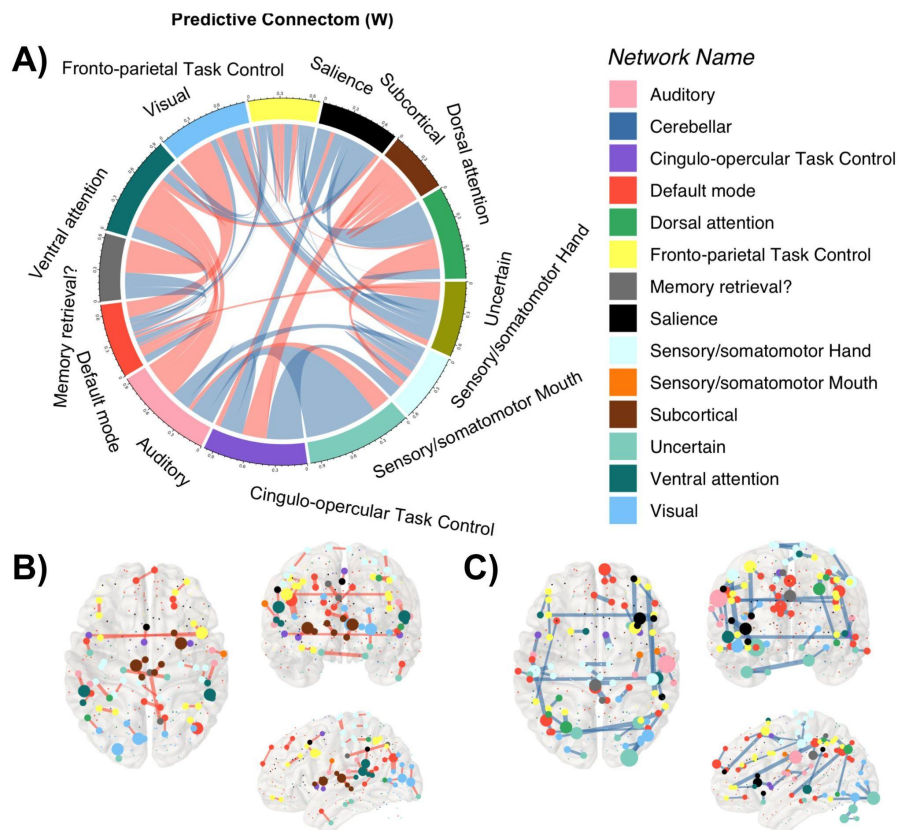 Predictive Connectom (W)
A)
Fronto-parietal Task Control
Salience
Subcortical
Visual
Dorsal attention
Ventral attention
Uncertain
Memory retrieval?
Sensory/somatomotor Hand
Default mode
Sensory/somatomotor Mouth
Auditory
Cingulo-opercular Task Control
Network Name
Auditory
Cerebellar
Cingulo-opercular Task Control
Default mode
Dorsal attention
Fronto-parietal Task Control
Memory retrieval?
Salience
Sensory/somatomotor Hand
Sensory/somatomotor Mouth
Subcortical
Uncertain
Ventral attention
Visual
B)
C)